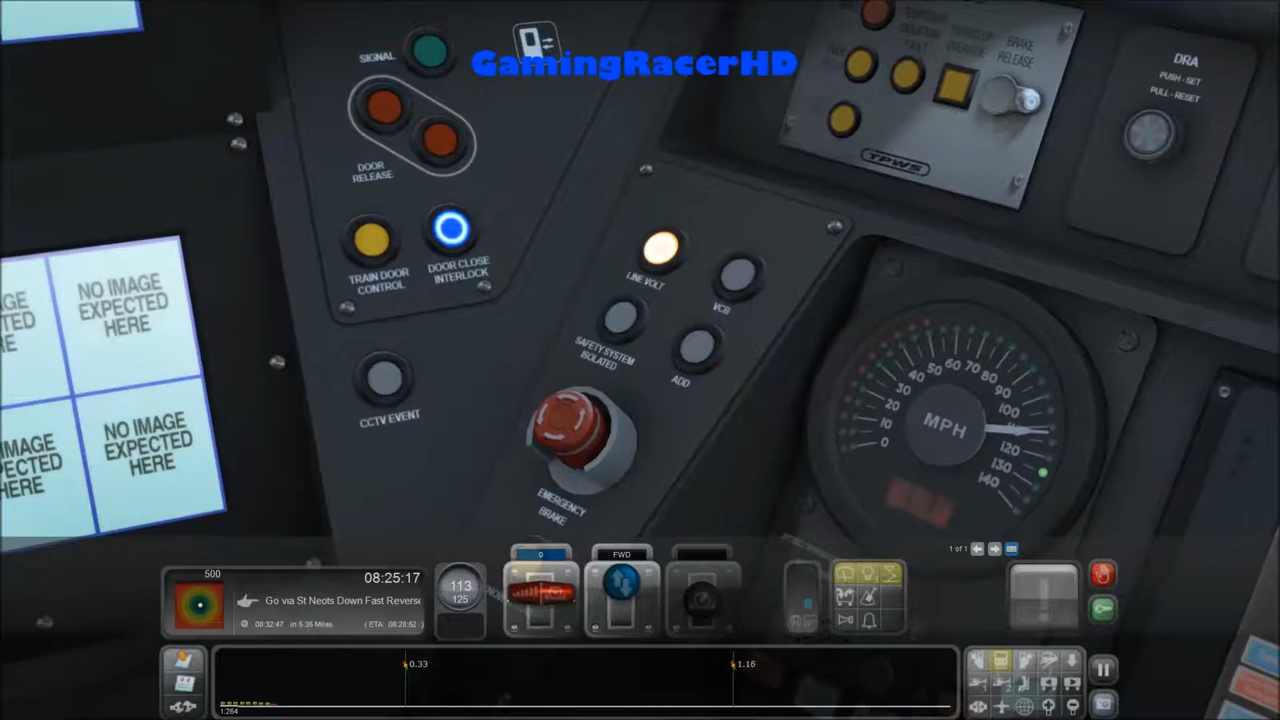 GamingRacerHD
SIGNAL
DOOR
RELEASE
TRAIN DOOR
CONTROL
DOOR CLOSE
INTERLOCK
CCTV EVENT
NO IMAGE
EXPECTED
HERE
NO IMAGE
EXPECTED
HERE
LINE VOLT
VCB
SAFETY SYSTEM
ISOLATED
ADD
EMERGENCY
BRAKE
BRAKE
RELEASE
TPWS
DRA
PUSH - SET
PULL - RESET
0 10 20 30 40 50 60 70 80 90 100 120 130 140
MPH
500
08:25:17
Go via St Neots Down Fast Reverse
08:32:47 in 5.35 Miles ( ETA: 08:28:52 )
113
125
0
FWD
1 of 1
0.33
1.16
1.264